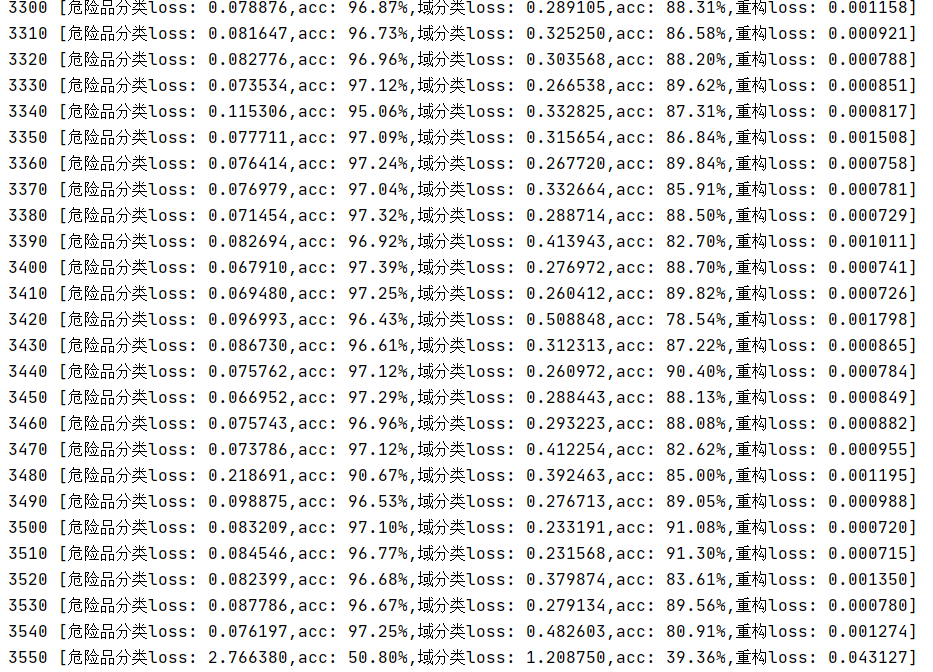 3300 [危险品分类loss: 0.078876,acc: 96.87%,域分类loss: 0.289105,acc: 88.31%,重构loss: 0.001158]
3310 [危险品分类loss: 0.081647,acc: 96.73%,域分类loss: 0.325250,acc: 86.58%,重构loss: 0.000921]
3320 [危险品分类loss: 0.082776,acc: 96.96%,域分类loss: 0.303568,acc: 88.20%,重构loss: 0.000788]
3330 [危险品分类loss: 0.073534,acc: 97.12%,域分类loss: 0.266538,acc: 89.62%,重构loss: 0.000851]
3340 [危险品分类loss: 0.115306,acc: 95.06%,域分类loss: 0.332825,acc: 87.31%,重构loss: 0.000817]
3350 [危险品分类loss: 0.077711,acc: 97.09%,域分类loss: 0.315654,acc: 86.84%,重构loss: 0.001508]
3360 [危险品分类loss: 0.076414,acc: 97.24%,域分类loss: 0.267720,acc: 89.84%,重构loss: 0.000758]
3370 [危险品分类loss: 0.076979,acc: 97.04%,域分类loss: 0.332664,acc: 85.91%,重构loss: 0.000781]
3380 [危险品分类loss: 0.071454,acc: 97.32%,域分类loss: 0.288714,acc: 88.50%,重构loss: 0.000729]
3390 [危险品分类loss: 0.082694,acc: 96.92%,域分类loss: 0.413943,acc: 82.70%,重构loss: 0.001011]
3400 [危险品分类loss: 0.067910,acc: 97.39%,域分类loss: 0.276972,acc: 88.70%,重构loss: 0.000741]
3410 [危险品分类loss: 0.069480,acc: 97.25%,域分类loss: 0.260412,acc: 89.82%,重构loss: 0.000726]
3420 [危险品分类loss: 0.096993,acc: 96.43%,域分类loss: 0.508848,acc: 78.54%,重构loss: 0.001798]
3430 [危险品分类loss: 0.086730,acc: 96.61%,域分类loss: 0.312313,acc: 87.22%,重构loss: 0.000865]
3440 [危险品分类loss: 0.075762,acc: 97.12%,域分类loss: 0.260972,acc: 90.40%,重构loss: 0.000784]
3450 [危险品分类loss: 0.066952,acc: 97.29%,域分类loss: 0.288443,acc: 88.13%,重构loss: 0.000849]
3460 [危险品分类loss: 0.075743,acc: 96.96%,域分类loss: 0.293223,acc: 88.08%,重构loss: 0.000882]
3470 [危险品分类loss: 0.073786,acc: 97.12%,域分类loss: 0.412254,acc: 82.62%,重构loss: 0.000955]
3480 [危险品分类loss: 0.218691,acc: 90.67%,域分类loss: 0.392463,acc: 85.00%,重构loss: 0.001195]
3490 [危险品分类loss: 0.098875,acc: 96.53%,域分类loss: 0.276713,acc: 89.05%,重构loss: 0.000988]
3500 [危险品分类loss: 0.083209,acc: 97.10%,域分类loss: 0.233191,acc: 91.08%,重构loss: 0.000720]
3510 [危险品分类loss: 0.084546,acc: 96.77%,域分类loss: 0.231568,acc: 91.30%,重构loss: 0.000715]
3520 [危险品分类loss: 0.082399,acc: 96.68%,域分类loss: 0.379874,acc: 83.61%,重构loss: 0.001350]
3530 [危险品分类loss: 0.087786,acc: 96.67%,域分类loss: 0.279134,acc: 89.56%,重构loss: 0.000780]
3540 [危险品分类loss: 0.076197,acc: 97.25%,域分类loss: 0.482603,acc: 80.91%,重构loss: 0.001274]
3550 [危险品分类loss: 2.766380,acc: 50.80%,域分类loss: 1.208750,acc: 39.36%,重构loss: 0.043127]